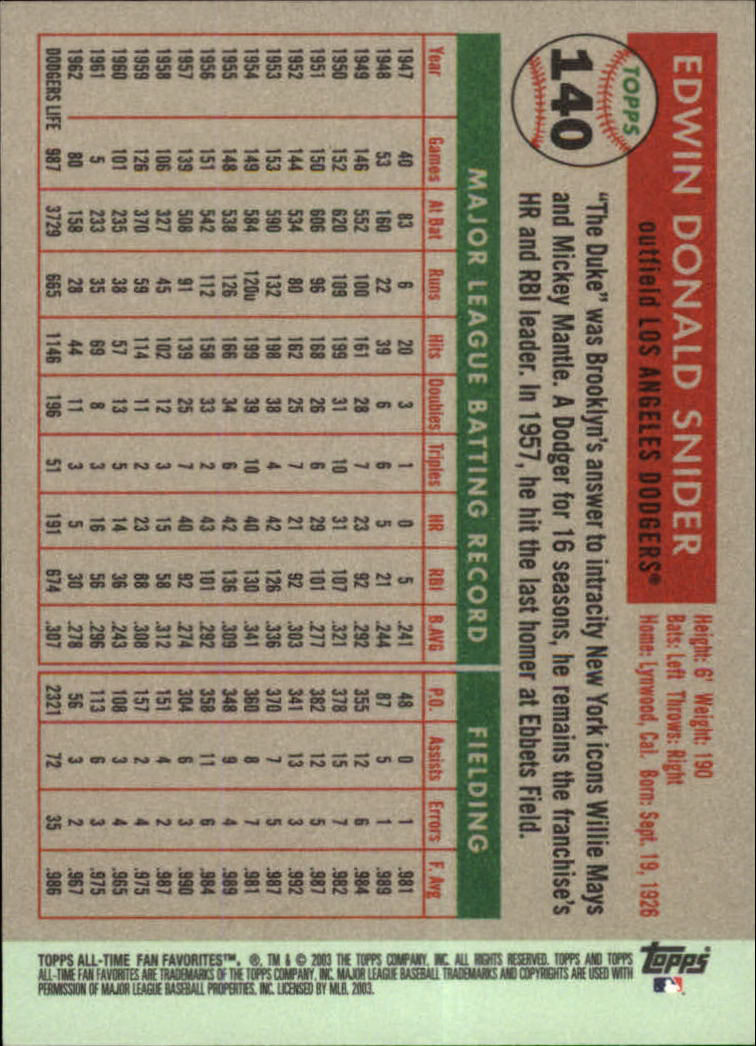 EDWIN DONALD SNIDER
outfield LOS ANGELES DODGERS®
Height: 6' Weight: 190
Bats: Left Throws: Right
Home: Lynwood, Cal. Born: Sept. 19, 1926
TOPPS
140
"The Duke" was Brooklyn's answer to intracity New York icons Willie Mays
and Mickey Mantle. A Dodger for 16 seasons, he remains the franchise's
HR and RBI leader. In 1957, he hit the last homer at Ebbets Field.
MAJOR LEAGUE BATTING RECORD FIELDING
Year Games At Bat Runs Hits Doubles Triples HR RBI B.AVG P.O. Assists Errors F. Avg
1947 40 83 6 20 3 1 0 5 .241 48 0 1 .981
1948 53 160 22 39 6 6 5 21 .244 87 5 1 .989
1949 146 552 100 161 28 7 23 92 .292 355 12 6 .984
1950 152 620 109 199 31 10 31 107 .321 378 15 7 .982
1951 150 606 96 168 26 6 29 101 .277 382 12 5 .987
1952 144 534 80 162 25 7 21 92 .303 341 13 3 .992
1953 153 590 132 198 38 4 42 126 .336 370 7 5 .987
1954 149 584 120u 199 39 10 40 130 .341 360 8 7 .981
1955 148 538 126 166 34 6 42 136 .309 348 9 4 .989
1956 151 542 112 158 33 2 43 101 .292 358 11 6 .984
1957 139 508 91 139 25 7 40 92 .274 304 6 3 .990
1958 106 327 45 102 12 3 15 58 .312 151 4 2 .987
1959 126 370 59 114 11 2 23 88 .308 157 2 4 .975
1960 101 235 38 57 13 5 14 36 .243 108 3 4 .965
1961 5 233 35 69 8 3 16 56 .296 113 6 3 .975
1962 80 158 28 44 11 3 5 30 .278 56 3 2 .967
DODGERS LIFE 987 3729 665 1146 196 51 191 674 .307 2321 72 35 .986
Topps
TOPPS ALL-TIME FAN FAVORITES™. ®, TM & © 2003 THE TOPPS COMPANY, INC. ALL RIGHTS RESERVED. TOPPS AND TOPPS
ALL-TIME FAN FAVORITES ARE TRADEMARKS OF THE TOPPS COMPANY, INC. MAJOR LEAGUE BASEBALL TRADEMARKS AND COPYRIGHTS ARE USED WITH
PERMISSION OF MAJOR LEAGUE BASEBALL PROPERTIES, INC. LICENSED BY MLB, 2003.